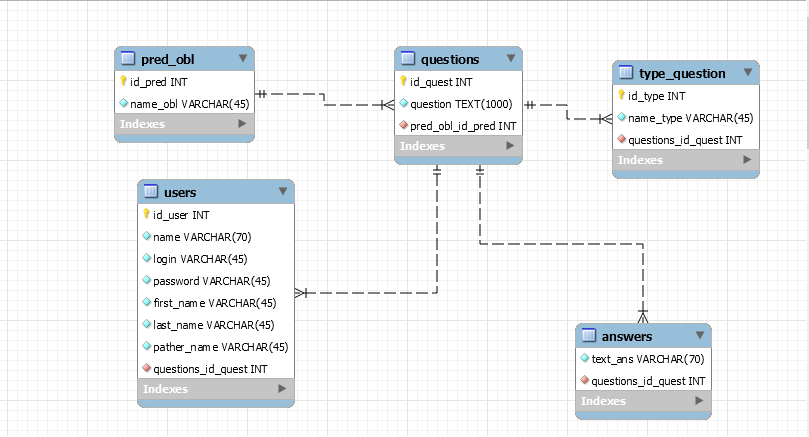 pred_obl
id_pred INT
name_obl VARCHAR(45)
Indexes
questions
id_quest INT
question TEXT(1000)
pred_obl_id_pred INT
Indexes
type_question
id_type INT
name_type VARCHAR(45)
questions_id_quest INT
Indexes
users
id_user INT
name VARCHAR(70)
login VARCHAR(45)
password VARCHAR(45)
first_name VARCHAR(45)
last_name VARCHAR(45)
pather_name VARCHAR(45)
questions_id_quest INT
Indexes
answers
text_ans VARCHAR(70)
questions_id_quest INT
Indexes